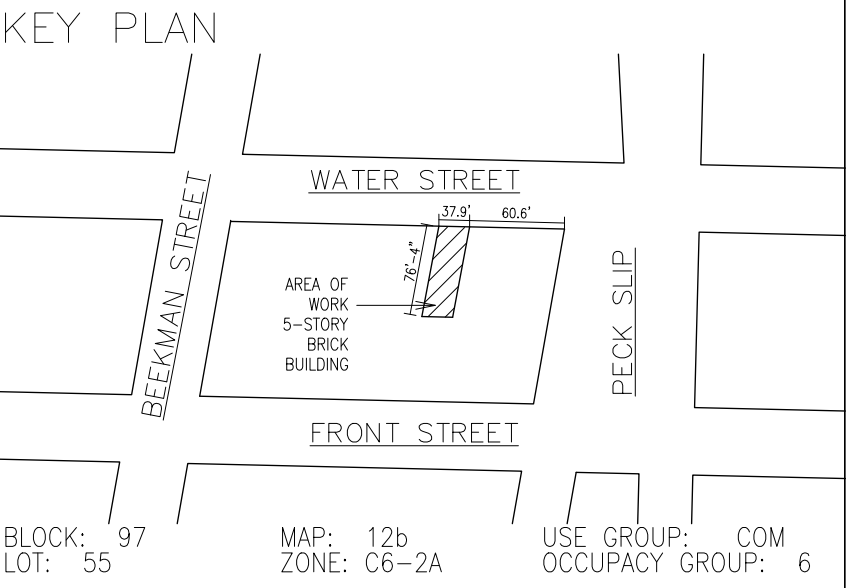 KEY PLAN
WATER STREET
37.9' 60.6'
76'-4"
BEEKMAN STREET
AREA OF
WORK
5-STORY
BRICK
BUILDING
PECK SLIP
FRONT STREET
BLOCK: 97
LOT: 55
MAP: 12b
ZONE: C6-2A
USE GROUP: COM
OCCUPACY GROUP: 6